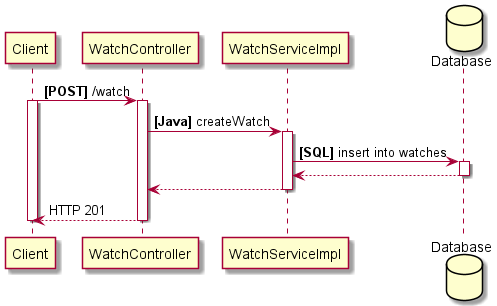 Client
WatchController
WatchServiceImpl
Database
[POST] /watch
[Java] createWatch
[SQL] insert into watches
HTTP 201
Client
WatchController
WatchServiceImpl
Database